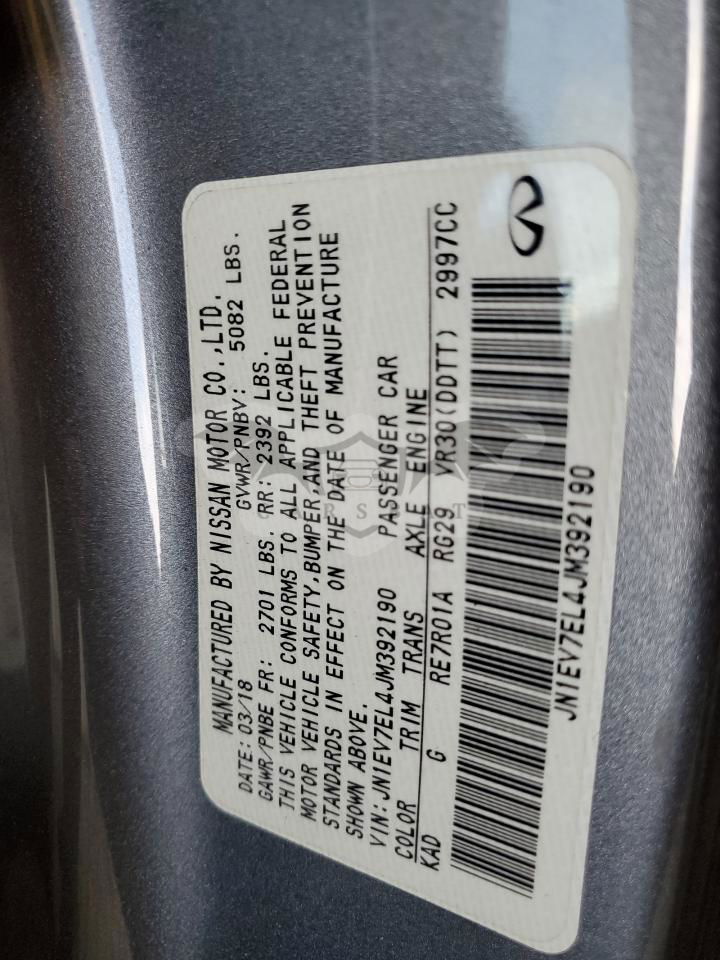 MANUFACTURED BY NISSAN MOTOR CO.,LTD.
DATE: 03/18 GVWR/PNBV: 5082 LBS.
GAWR/PNBE FR: 2701 LBS. RR: 2392 LBS.
THIS VEHICLE CONFORMS TO ALL APPLICABLE FEDERAL
MOTOR VEHICLE SAFETY,BUMPER,AND THEFT PREVENTION
STANDARDS IN EFFECT ON THE DATE OF MANUFACTURE
SHOWN ABOVE.
VIN: JN1EV7EL4JM392190 PASSENGER CAR
COLOR TRIM TRANS AXLE ENGINE
KAD G RE7R01A RG29 VR30(DDTT) 2997CC
JN1EV7EL4JM392190